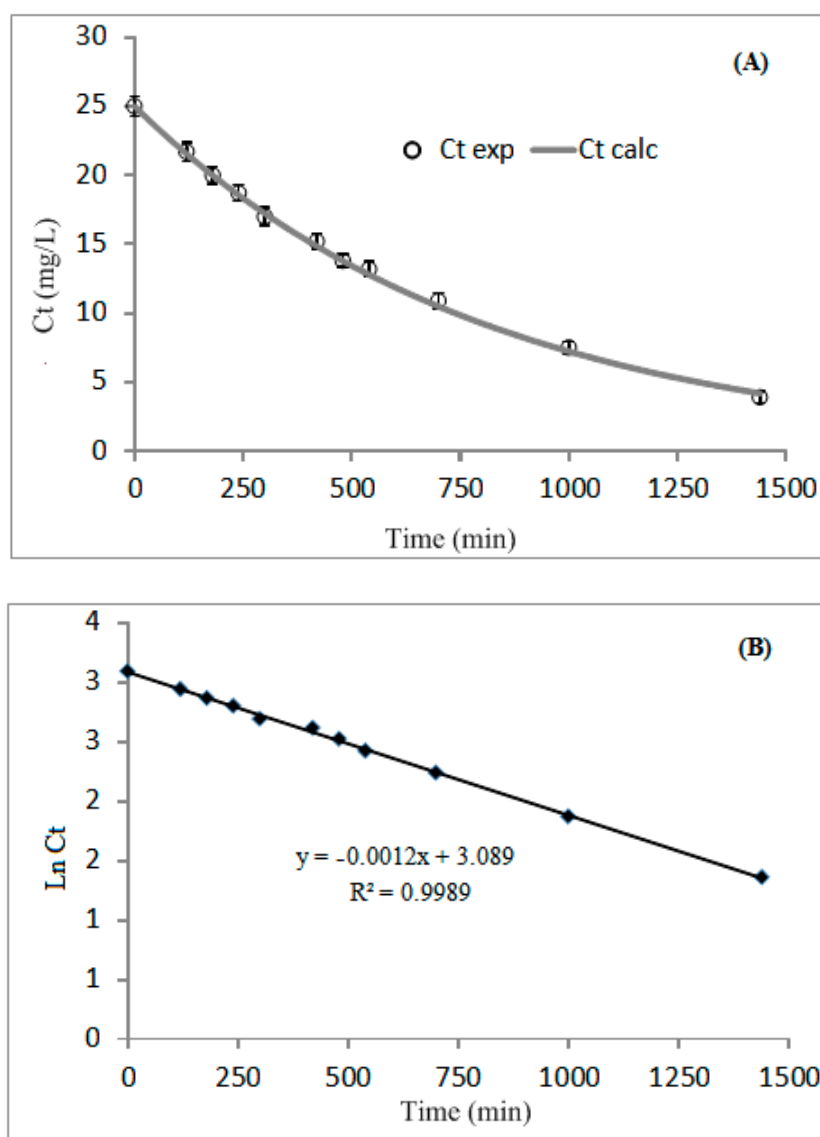 (A)
30
25
20
15
10
5
0
Ct (mg/L)
Ct exp
Ct calc
0 250 500 750 1000 1250 1500
Time (min)
(B)
4
3
3
2
2
1
1
0
Ln Ct
y = -0.0012x + 3.089
R² = 0.9989
0 250 500 750 1000 1250 1500
Time (min)